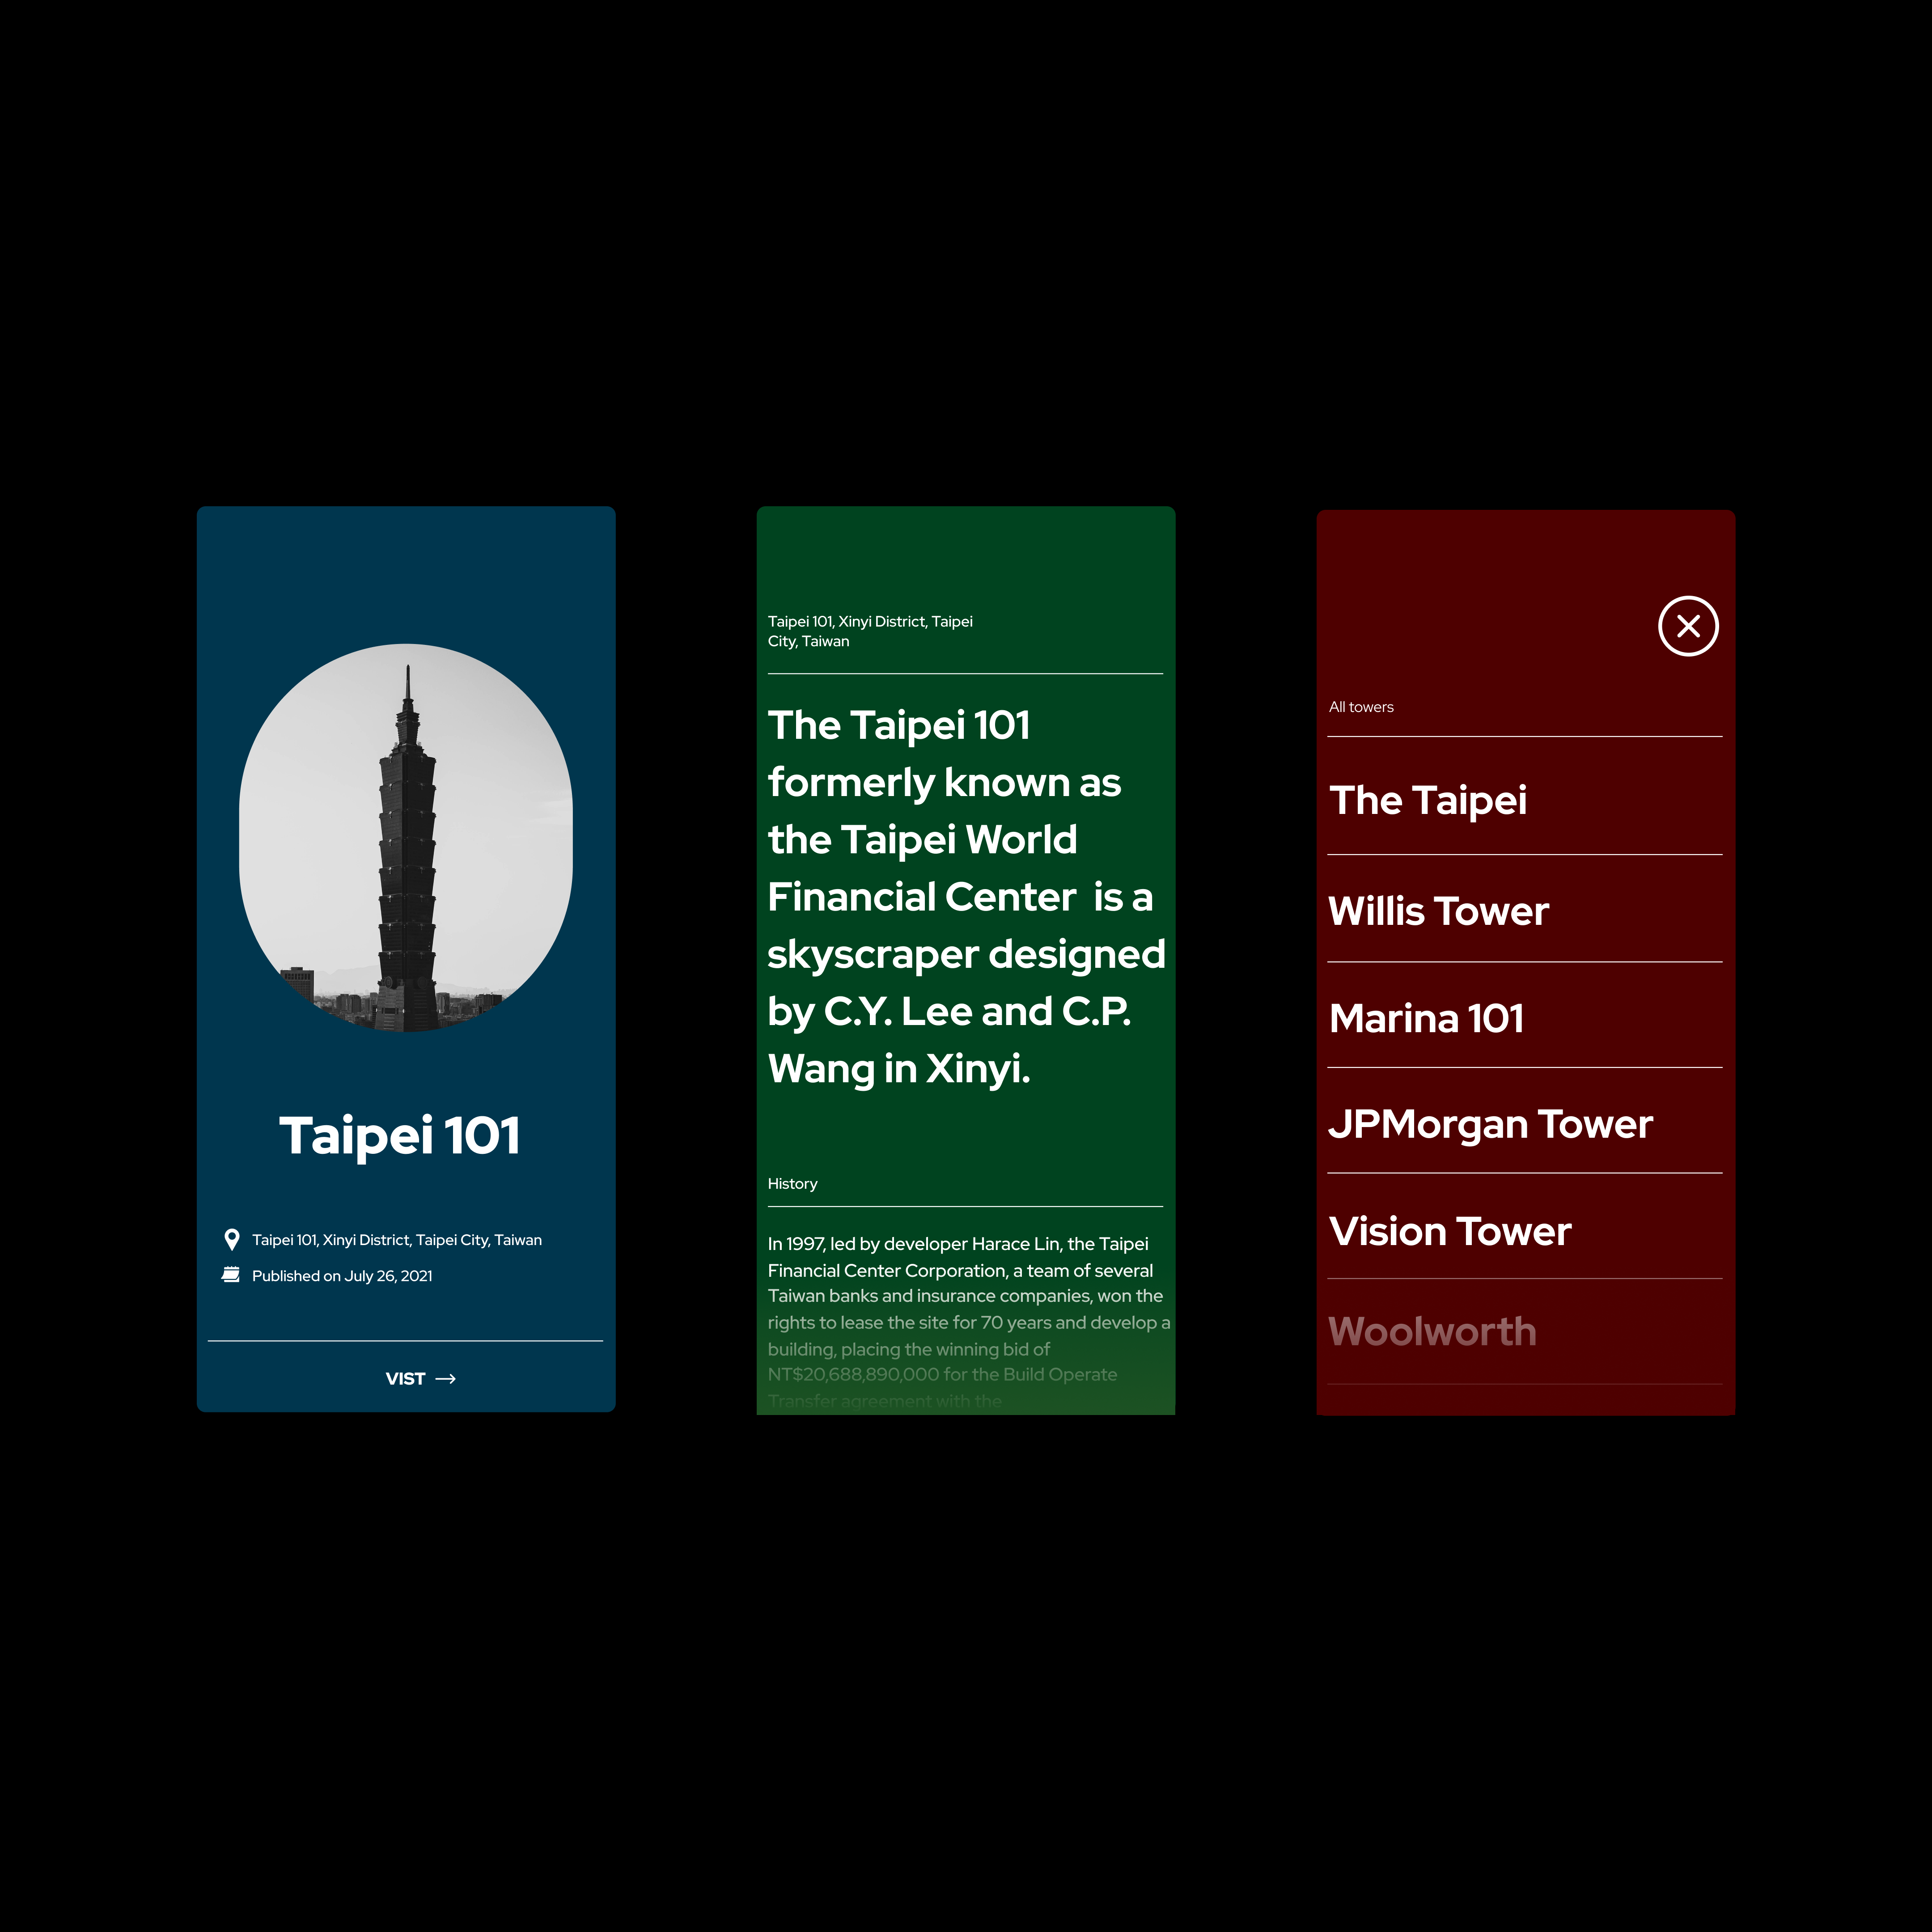 Taipei 101
Taipei 101, Xinyi District, Taipei City, Taiwan
Published on July 26, 2021
VIST
Taipei 101, Xinyi District, Taipei
City, Taiwan
The Taipei 101
formerly known as
the Taipei World
Financial Center is a
skyscraper designed
by C.Y. Lee and C.P.
Wang in Xinyi.
History
In 1997, led by developer Harace Lin, the Taipei
Financial Center Corporation, a team of several
Taiwan banks and insurance companies, won the
rights to lease the site for 70 years and develop a
building, placing the winning bid of
NT$20,688,890,000 for the Build Operate
Transfer agreement with the
All towers
The Taipei
Willis Tower
Marina 101
JPMorgan Tower
Vision Tower
Woolworth